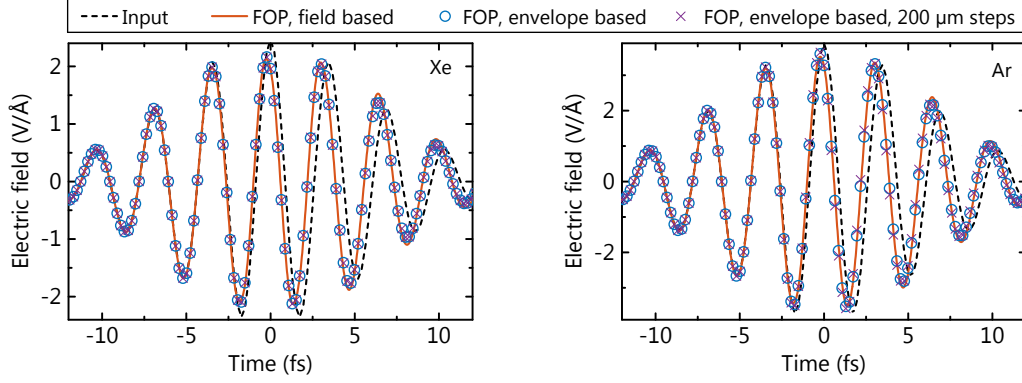 Input FOP, field based FOP, envelope based FOP, envelope based, 200 μm steps
Xe
Electric field (V/Å)
2
1
0
-1
-2
-10 -5 0 5 10
Time (fs)
Ar
Electric field (V/Å)
2
0
-2
-10 -5 0 5 10
Time (fs)